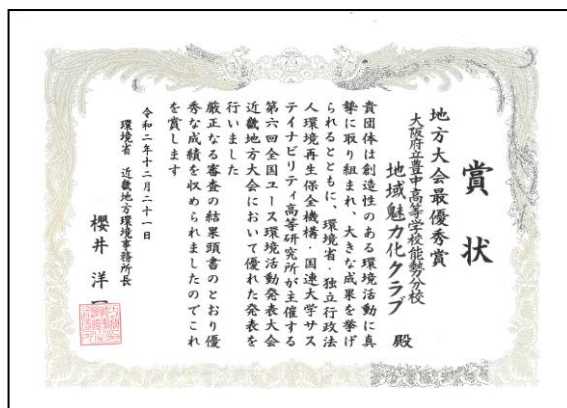 賞状
地方大会最優秀賞
大阪府立豊中高等学校能勢分校
地域魅力化クラブ 殿
貴団体は創造性のある環境活動に真
摯に取り組まれ、大きな成果を挙げ
られるとともに、環境省・独立行政法
人環境再生保全機構・国連大学サス
テイナビリティ高等研究所が主催する
第六回全国ユース環境活動発表大会
近畿地方大会において優れた発表を
行いました
厳正なる審査の結果頭書のとおり優
秀な成績を収められましたのでこれ
を賞します
令和二年十二月二十一日
環境省 近畿地方環境事務所長
櫻井 洋